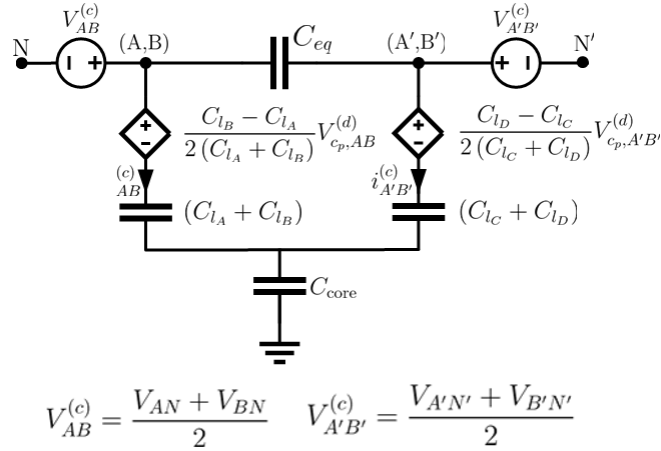 V_{AB}^{(c)} V_{A'B'}^{(c)}
N (A,B) C_{eq} (A',B') N'
− + + −
+ \frac{C_{l_B} - C_{l_A}}{2 (C_{l_A} + C_{l_B})} V_{c_p,AB}^{(d)} + \frac{C_{l_D} - C_{l_C}}{2 (C_{l_C} + C_{l_D})} V_{c_p,A'B'}^{(d)}
− −
_{AB}^{(c)} i_{A'B'}^{(c)}
(C_{l_A} + C_{l_B}) (C_{l_C} + C_{l_D})
C_{core}
V_{AB}^{(c)} = \frac{V_{AN} + V_{BN}}{2} V_{A'B'}^{(c)} = \frac{V_{A'N'} + V_{B'N'}}{2}